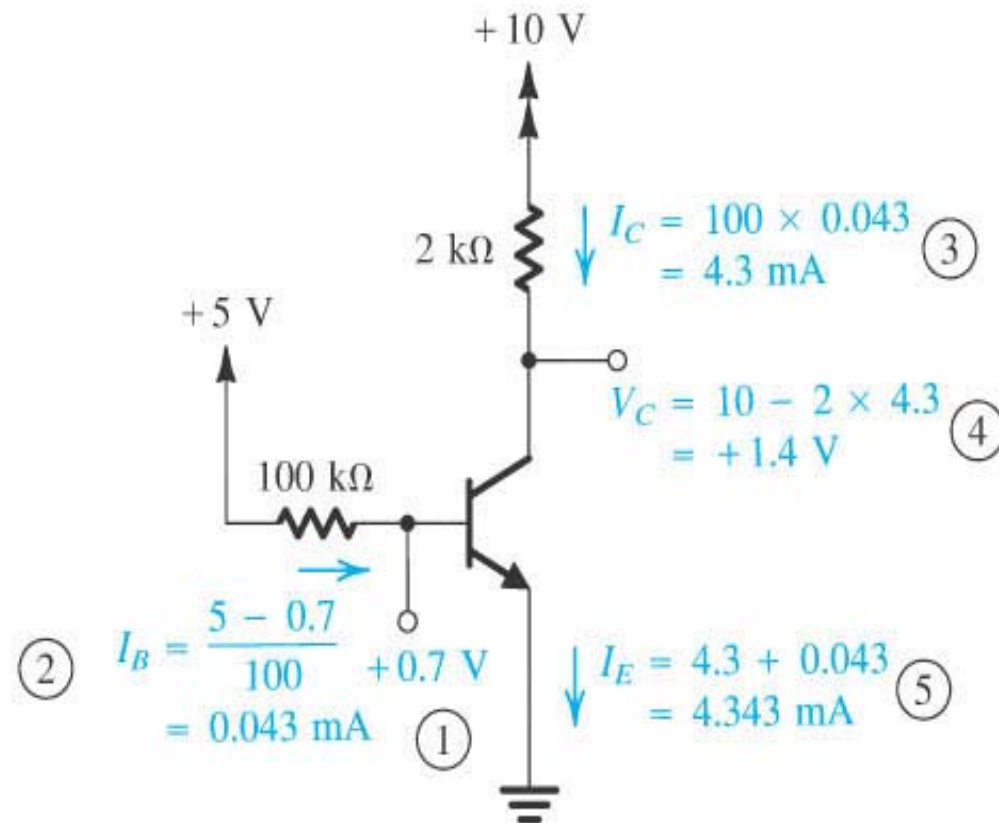 +10 V
2 kΩ
I_C = 100 × 0.043
= 4.3 mA
3
+5 V
V_C = 10 − 2 × 4.3
= +1.4 V
4
100 kΩ
2
I_B = (5 − 0.7)/100
= 0.043 mA
+0.7 V
1
I_E = 4.3 + 0.043
= 4.343 mA
5